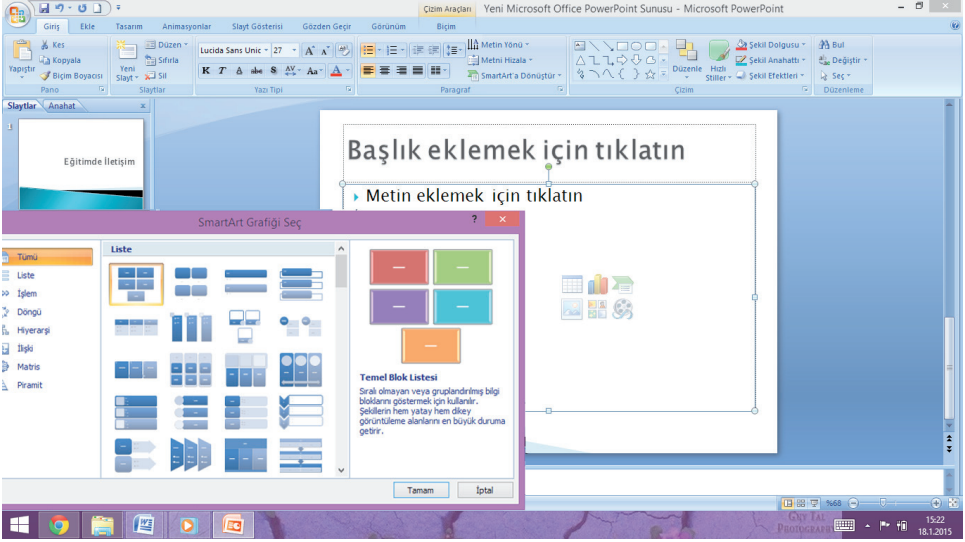 Çizim Araçları Yeni Microsoft Office PowerPoint Sunusu - Microsoft PowerPoint
Giriş Ekle Tasarım Animasyonlar Slayt Gösterisi Gözden Geçir Görünüm Biçim
Kes
Kopyala
Biçim Boyacısı
Yapıştır
Pano
Yeni
Slayt
Düzen
Sıfırla
Sil
Slaytlar
Lucida Sans Unic 27
K T A abc S AV Aa A
Yazı Tipi
Metin Yönü
Metni Hizala
SmartArt'a Dönüştür
Paragraf
Düzenle
Hızlı
Stiller
Şekil Dolgusu
Şekil Anahattı
Şekil Efektleri
Çizim
Bul
Değiştir
Seç
Düzenleme
Slaytlar Anahat x
1
Eğitimde İletişim
Başlık eklemek için tıklatın
Metin eklemek için tıklatın
SmartArt Grafiği Seç ? x
Tümü
Liste
İşlem
Döngü
Hiyerarşi
İlişki
Matris
Piramit
Liste
Temel Blok Listesi
Sıralı olmayan veya gruplandırılmış bilgi
bloklarını göstermek için kullanılır.
Şekillerin hem yatay hem dikey
görüntüleme alanlarını en büyük duruma
getirir.
Tamam İptal
%68
15:22
18.1.2015